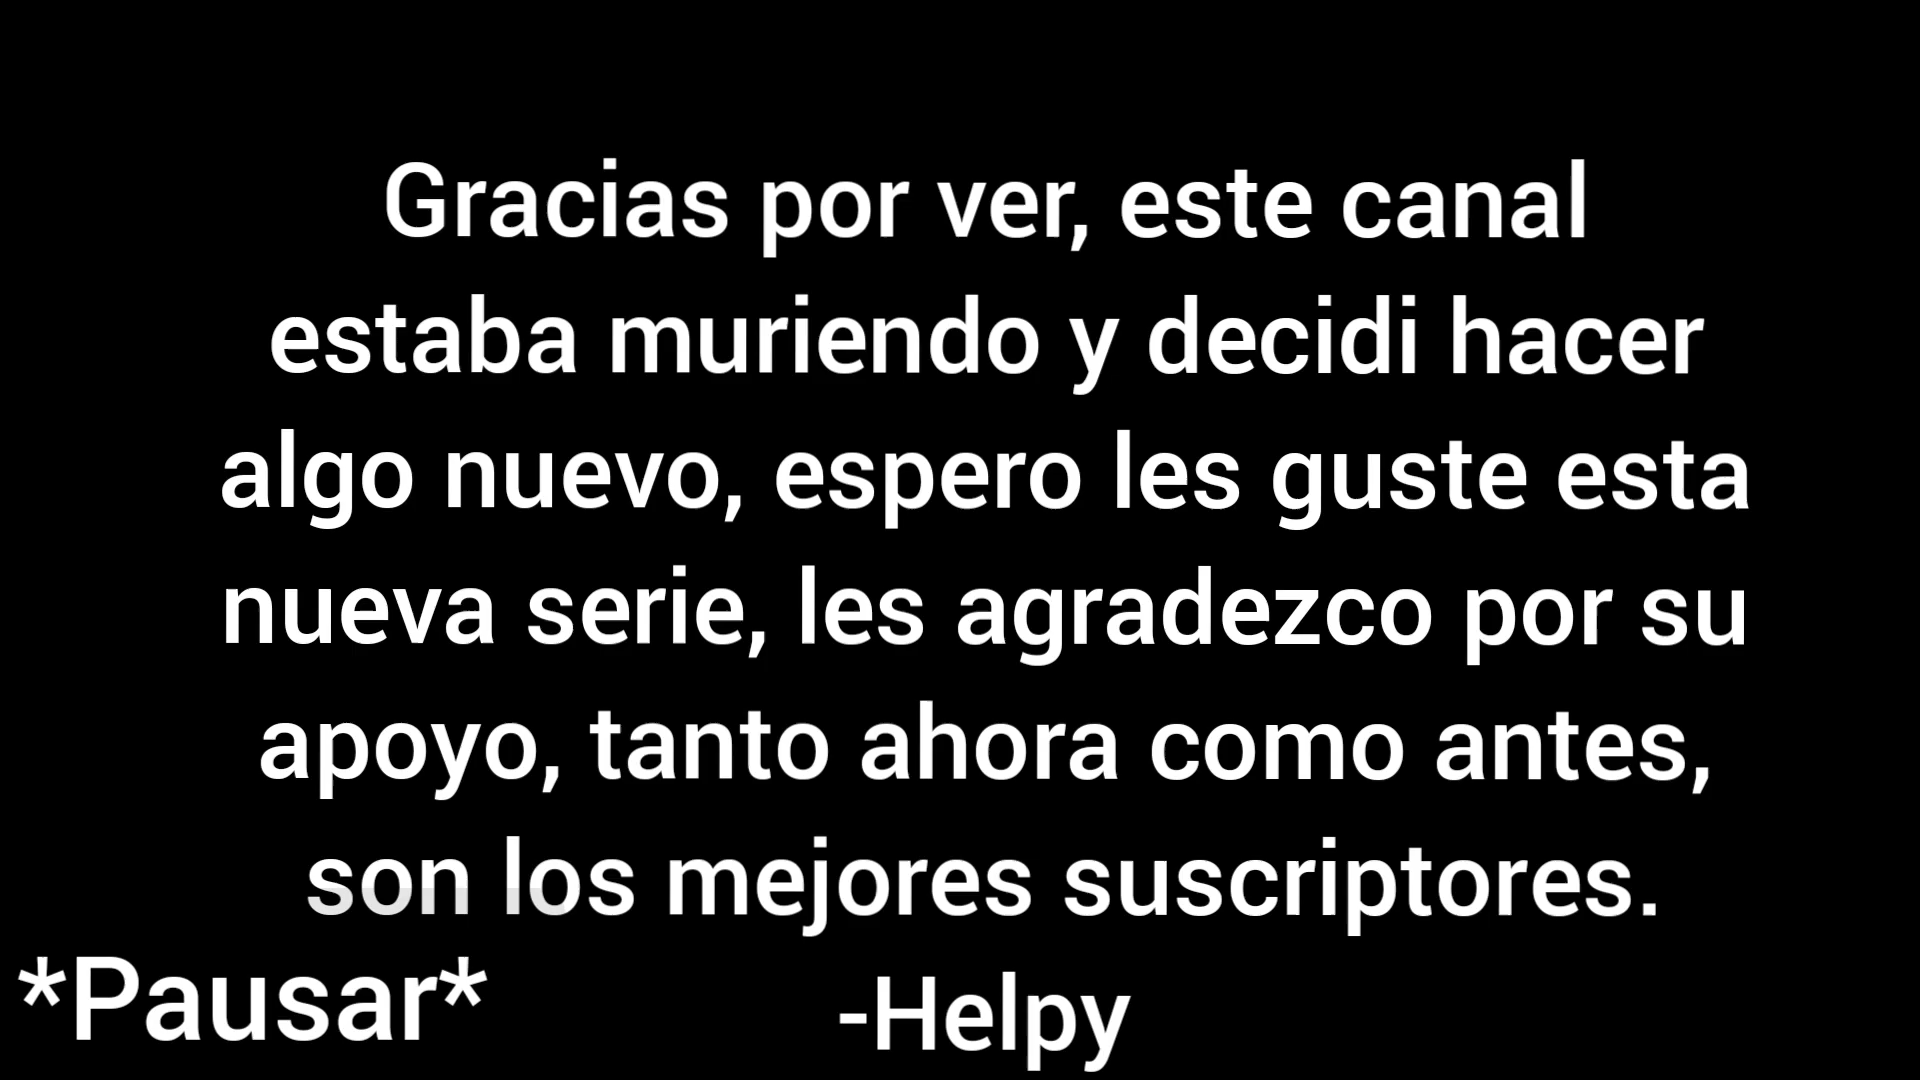 Gracias por ver, este canal
estaba muriendo y decidi hacer
algo nuevo, espero les guste esta
nueva serie, les agradezco por su
apoyo, tanto ahora como antes,
son los mejores suscriptores.
*Pausar*
-Helpy